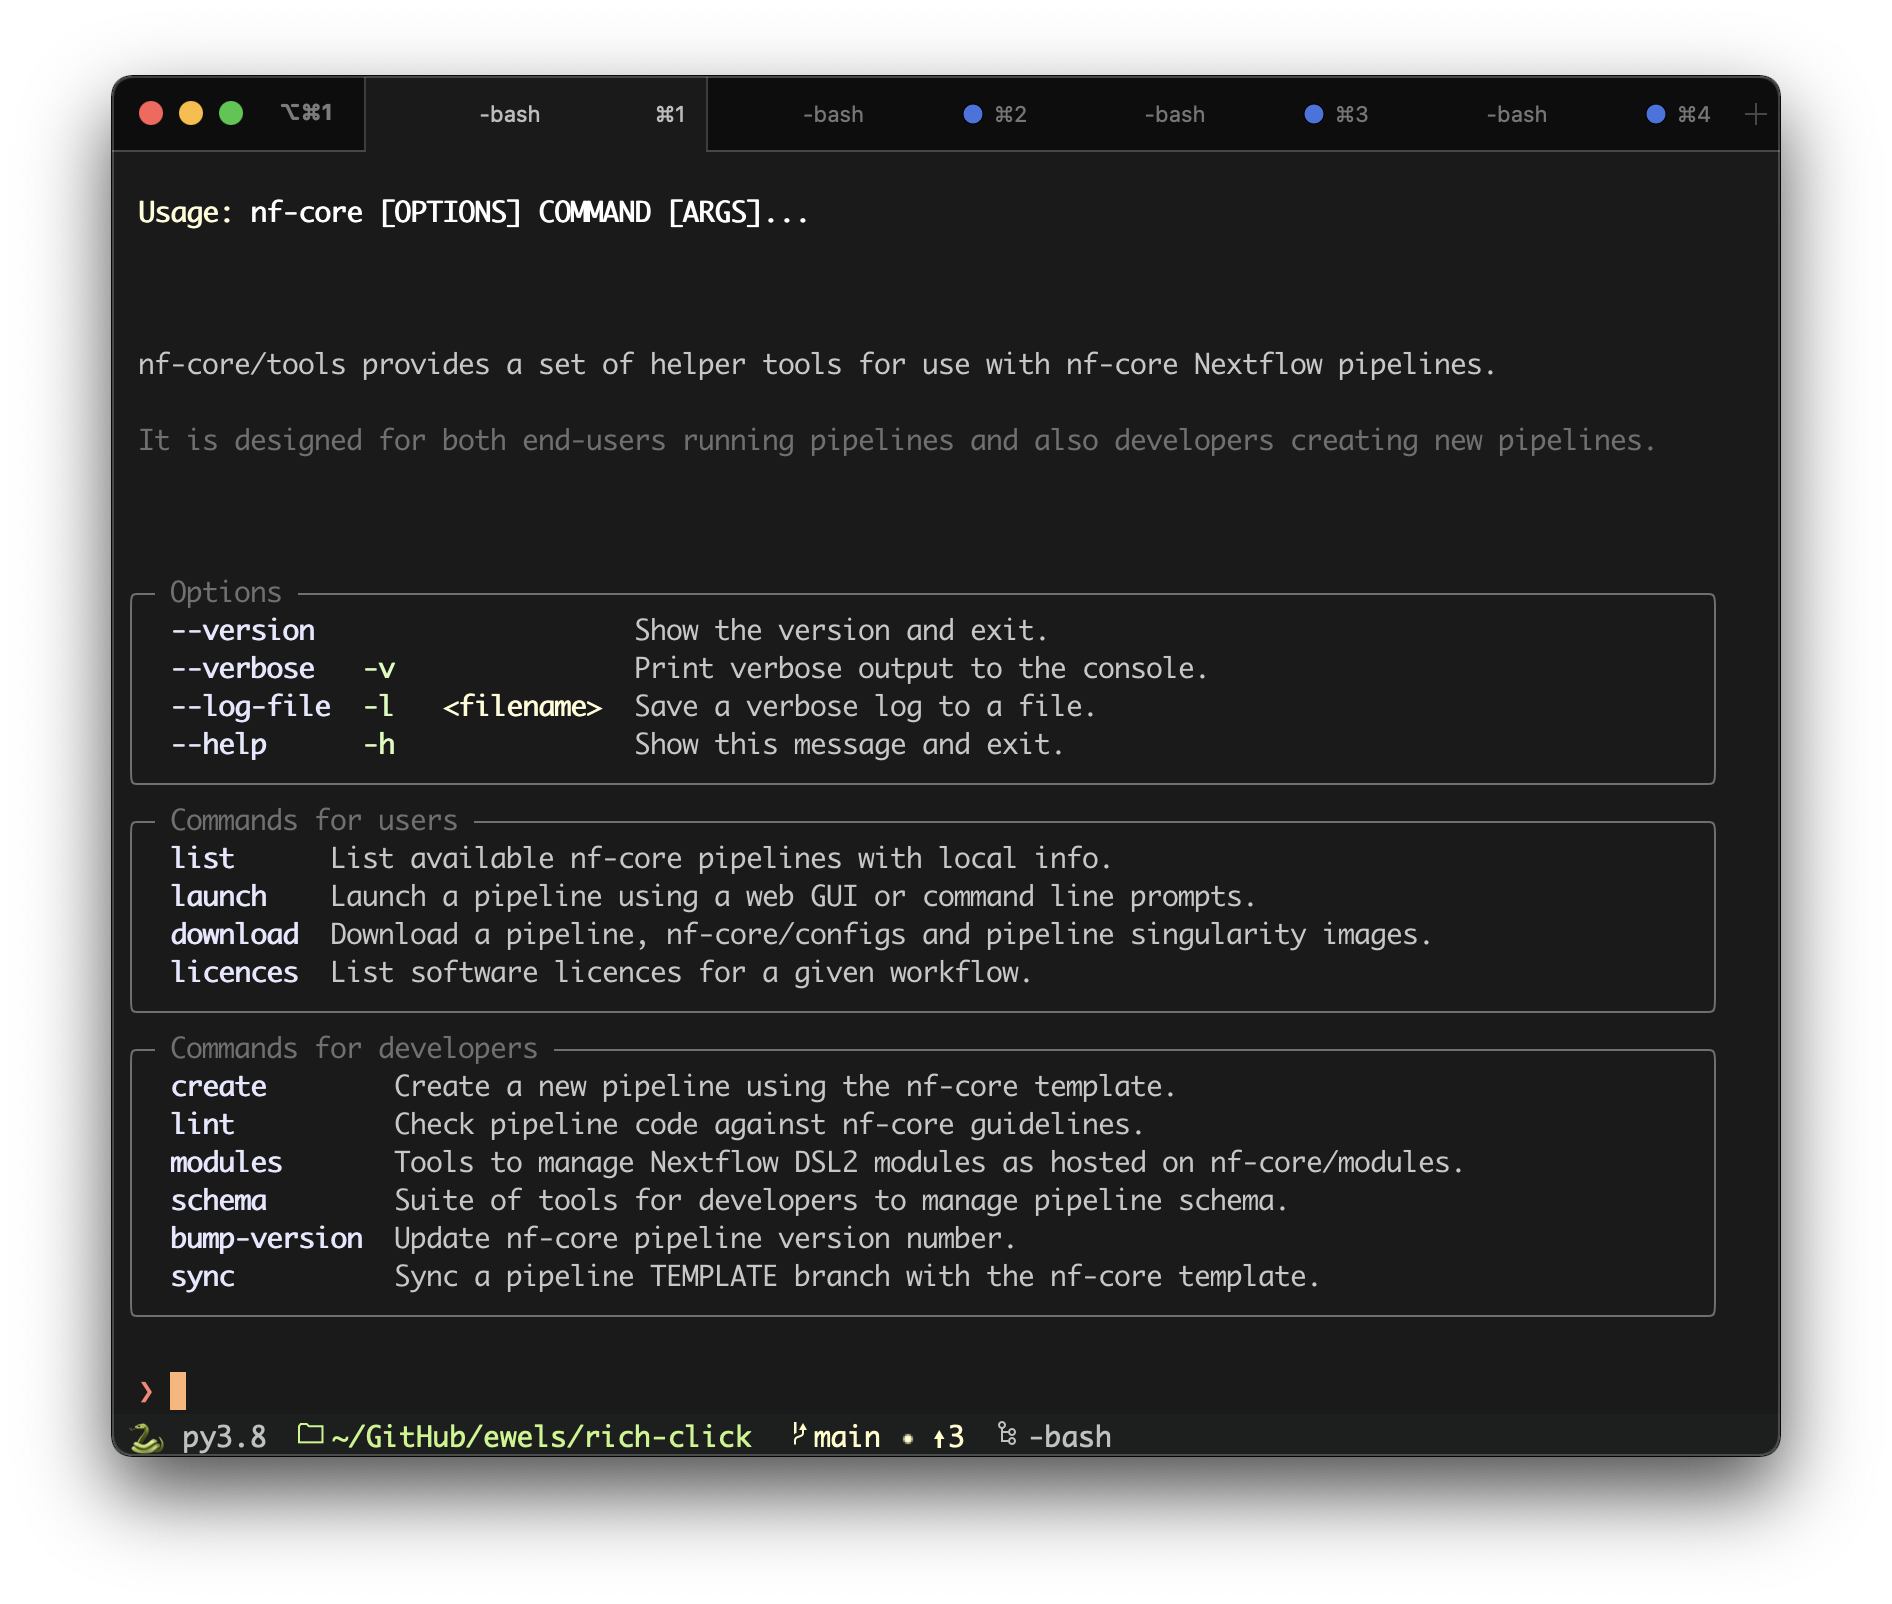 ⌥⌘1 -bash ⌘1 -bash ⌘2 -bash ⌘3 -bash ⌘4
Usage: nf-core [OPTIONS] COMMAND [ARGS]...
nf-core/tools provides a set of helper tools for use with nf-core Nextflow pipelines.
It is designed for both end-users running pipelines and also developers creating new pipelines.
Options
--version Show the version and exit.
--verbose -v Print verbose output to the console.
--log-file -l <filename> Save a verbose log to a file.
--help -h Show this message and exit.
Commands for users
list List available nf-core pipelines with local info.
launch Launch a pipeline using a web GUI or command line prompts.
download Download a pipeline, nf-core/configs and pipeline singularity images.
licences List software licences for a given workflow.
Commands for developers
create Create a new pipeline using the nf-core template.
lint Check pipeline code against nf-core guidelines.
modules Tools to manage Nextflow DSL2 modules as hosted on nf-core/modules.
schema Suite of tools for developers to manage pipeline schema.
bump-version Update nf-core pipeline version number.
sync Sync a pipeline TEMPLATE branch with the nf-core template.
❯
py3.8 ~/GitHub/ewels/rich-click main • ↑3 -bash